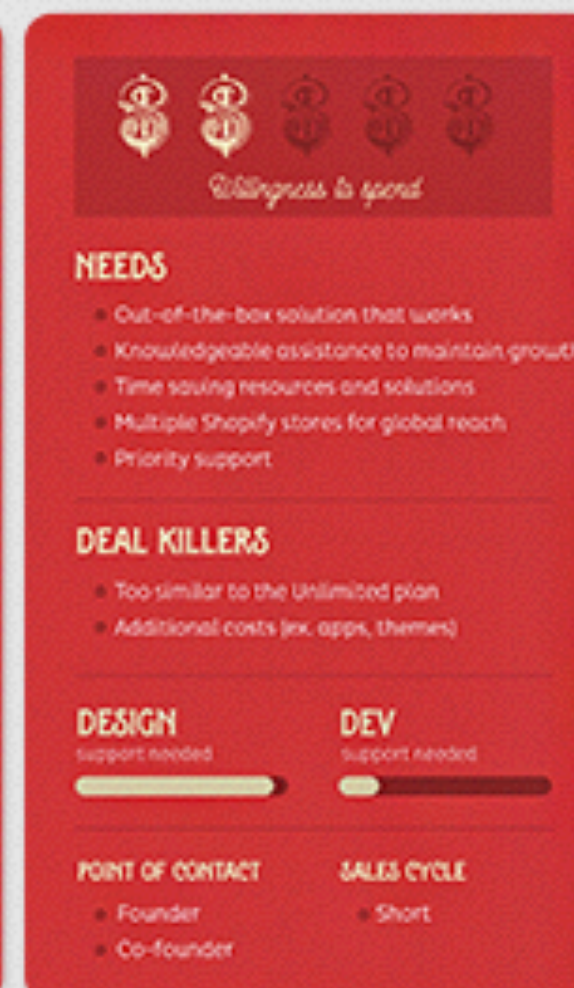 Willingness to spend
NEEDS
Out-of-the-box solution that works
Knowledgeable assistance to maintain growt
Time saving resources and solutions
Multiple Shopify stores for global reach
Priority support
DEAL KILLERS
Too similar to the Unlimited plan
Additional costs (ex. apps, themes)
DESIGN
support needed
DEV
support needed
POINT OF CONTACT
Founder
Co-founder
SALES CYCLE
Short